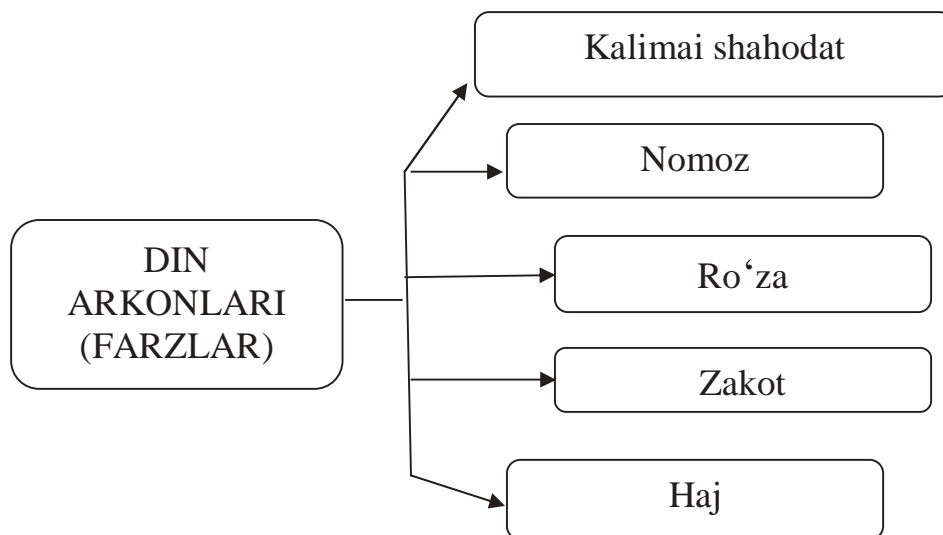 Kalimai shahodat
Nomoz
DIN
ARKONLARI
(FARZLAR)
Ro‘za
Zakot
Haj